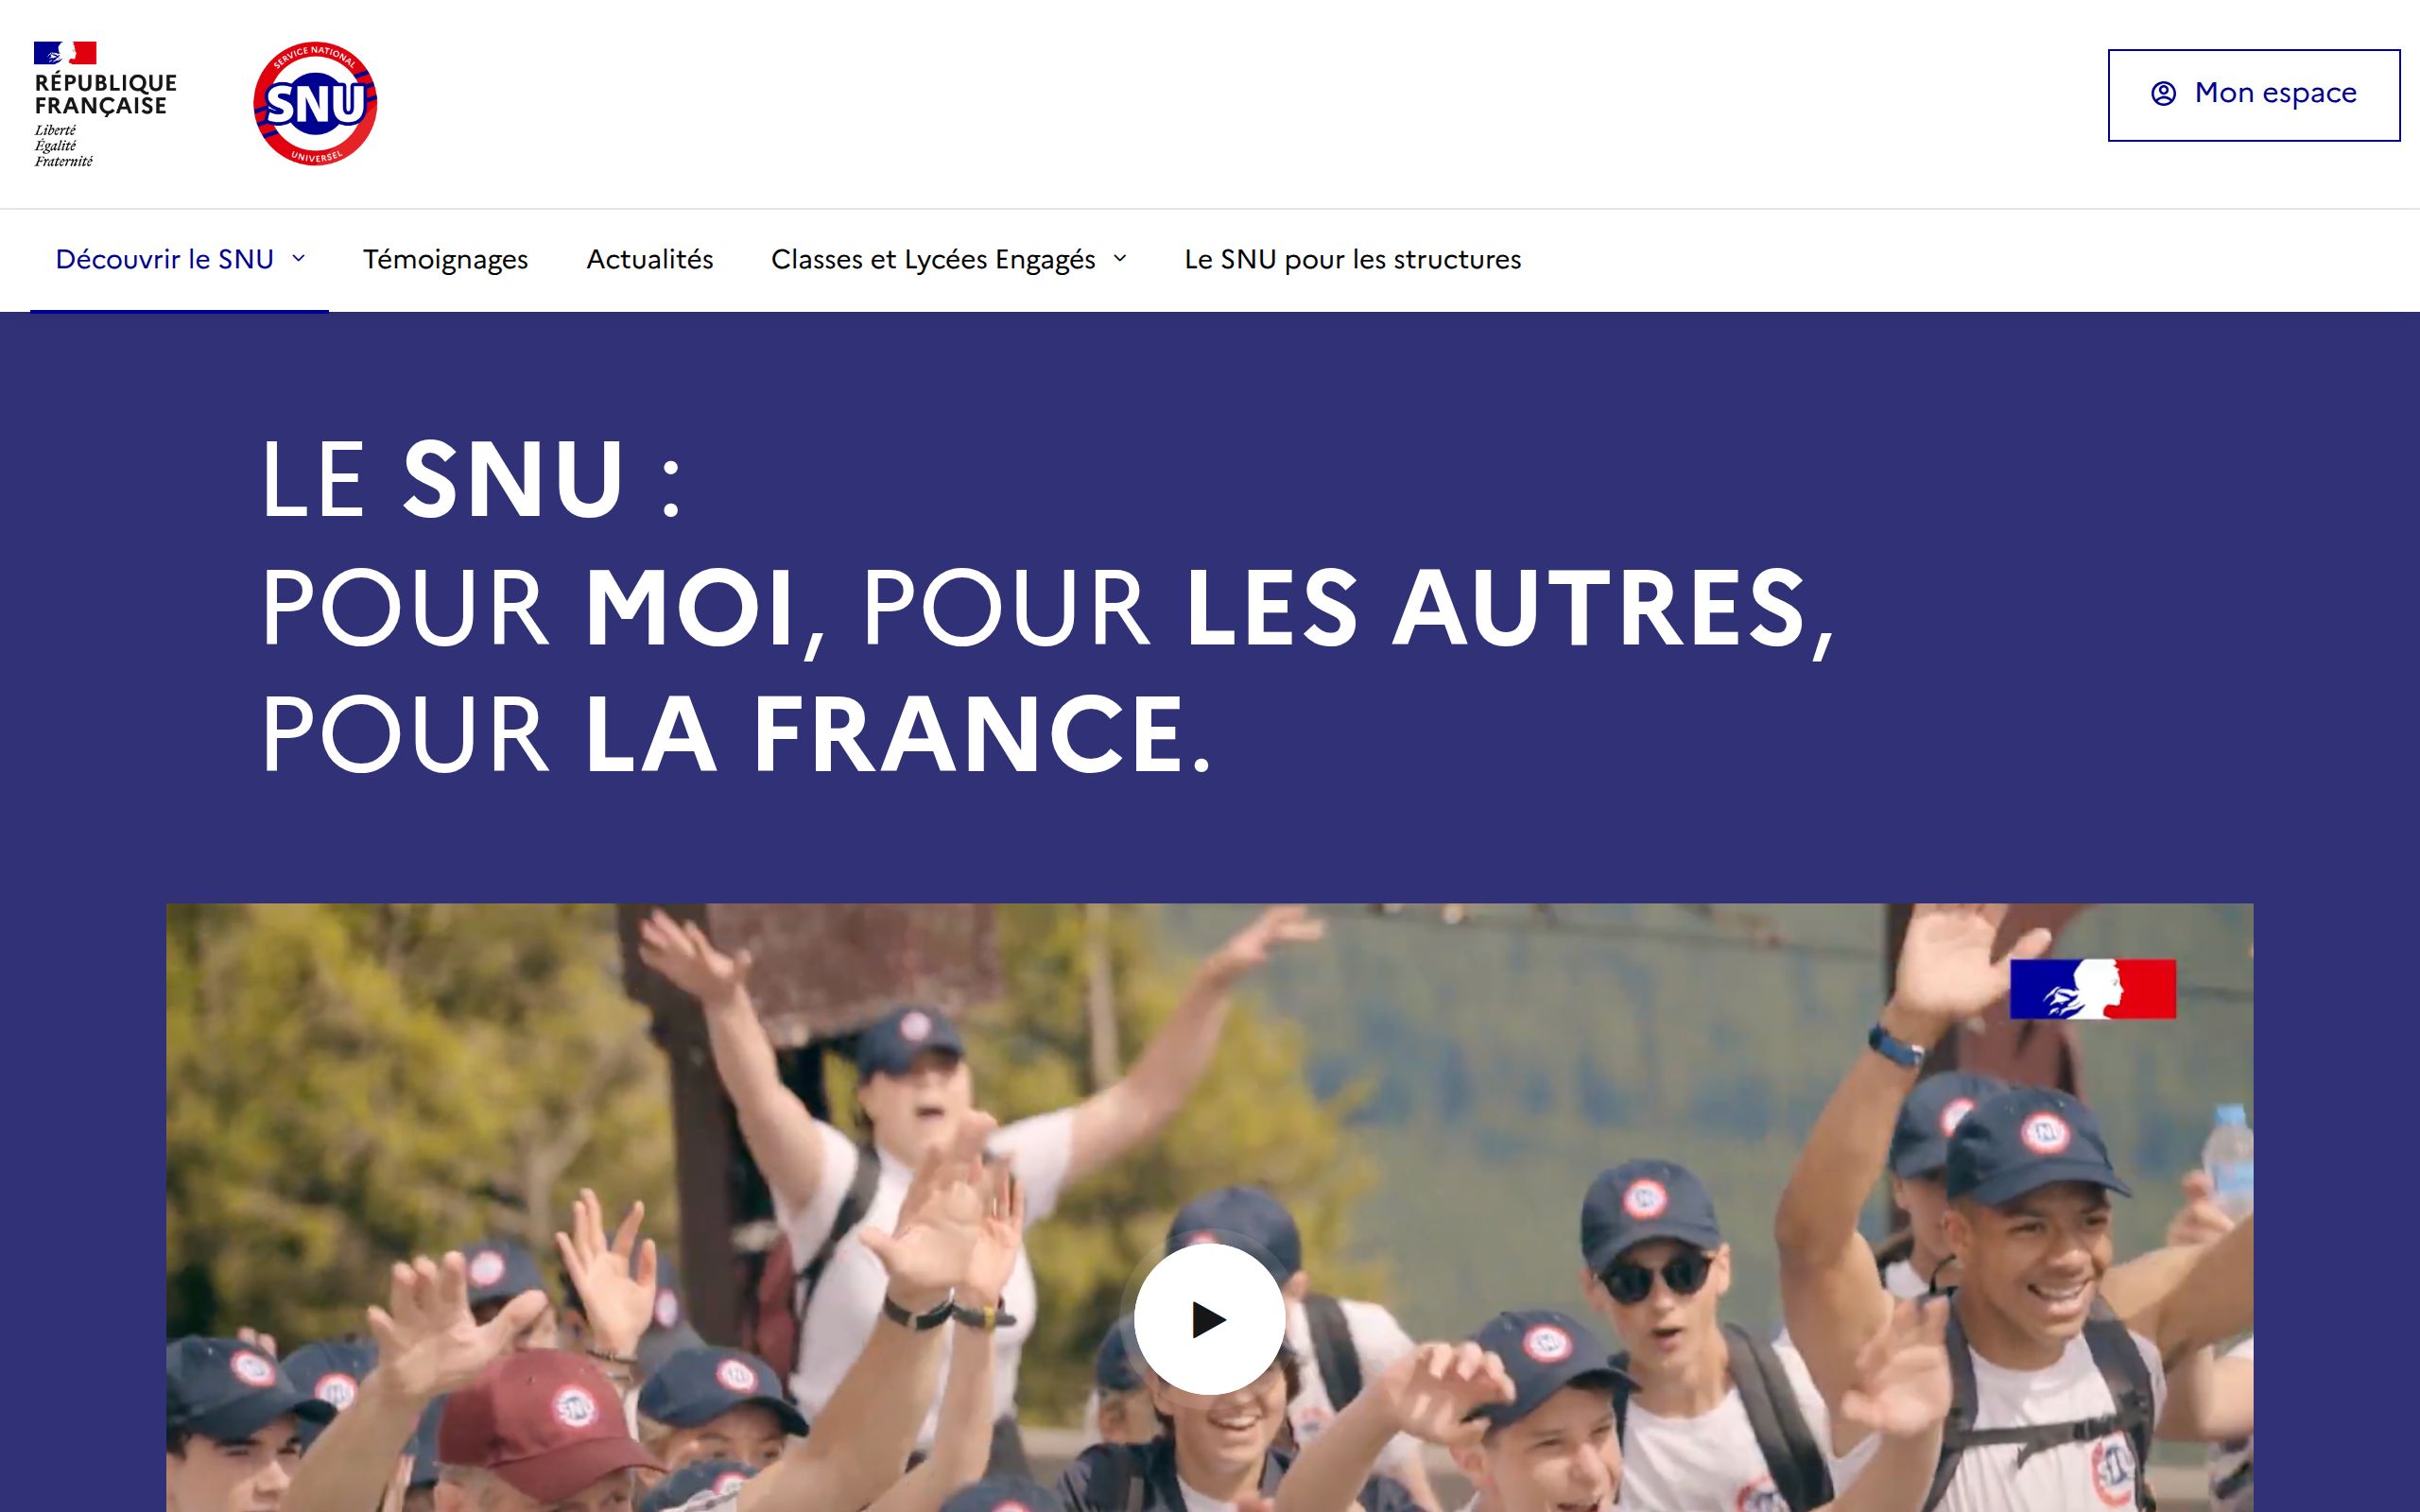 RÉPUBLIQUE
FRANÇAISE
Liberté
Égalité
Fraternité
SERVICE NATIONAL
SNU
UNIVERSEL
Mon espace
Découvrir le SNU
Témoignages
Actualités
Classes et Lycées Engagés
Le SNU pour les structures
LE SNU :
POUR MOI, POUR LES AUTRES,
POUR LA FRANCE.
SNU